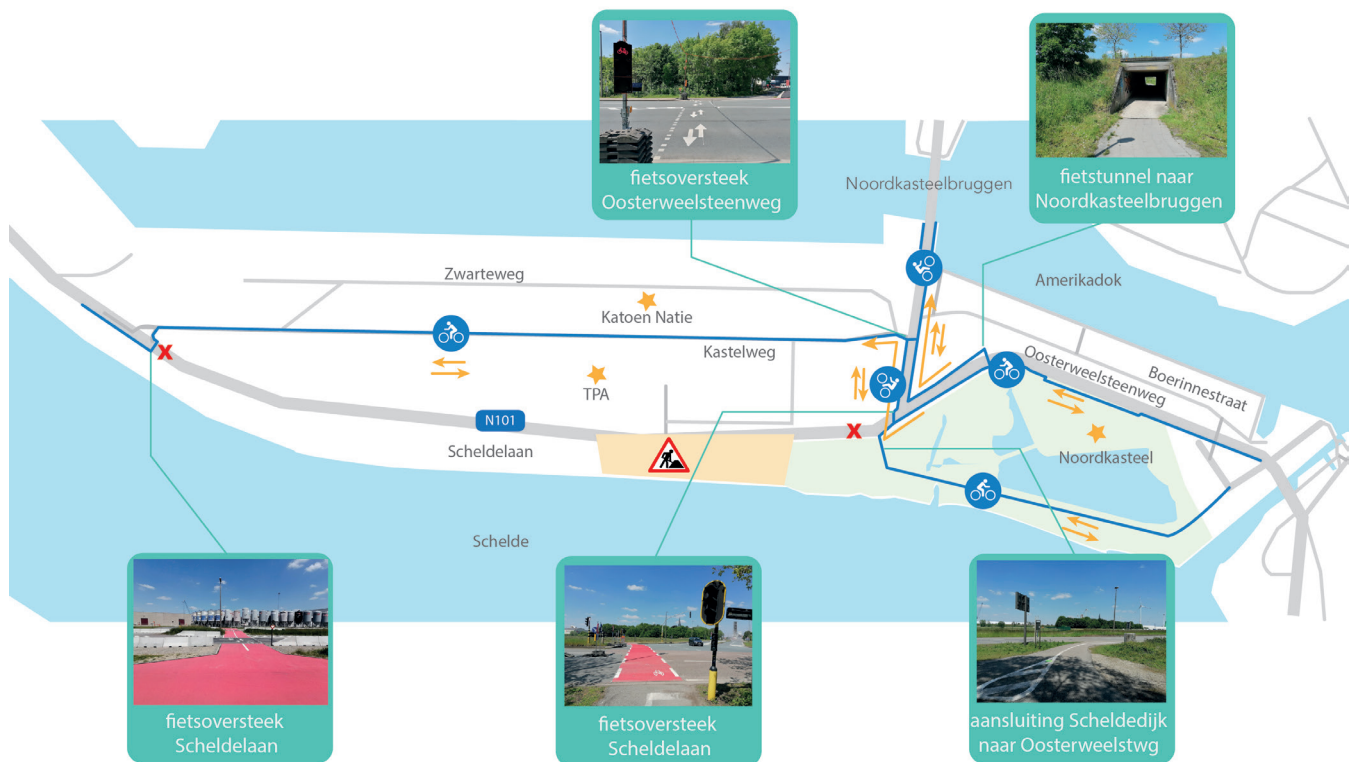 fietsoversteek
Oosterweelsteenweg
fietstunnel naar
Noordkasteelbruggen
Noordkasteelbruggen
Zwarteweg
Amerikadok
Katoen Natie
Kastelweg
Oosterweelsteenweg
Boerinnestraat
TPA
N101
X
X
Scheldelaan
Noordkasteel
Schelde
fietsoversteek
Scheldelaan
fietsoversteek
Scheldelaan
aansluiting Scheldedijk
naar Oosterweelstwg